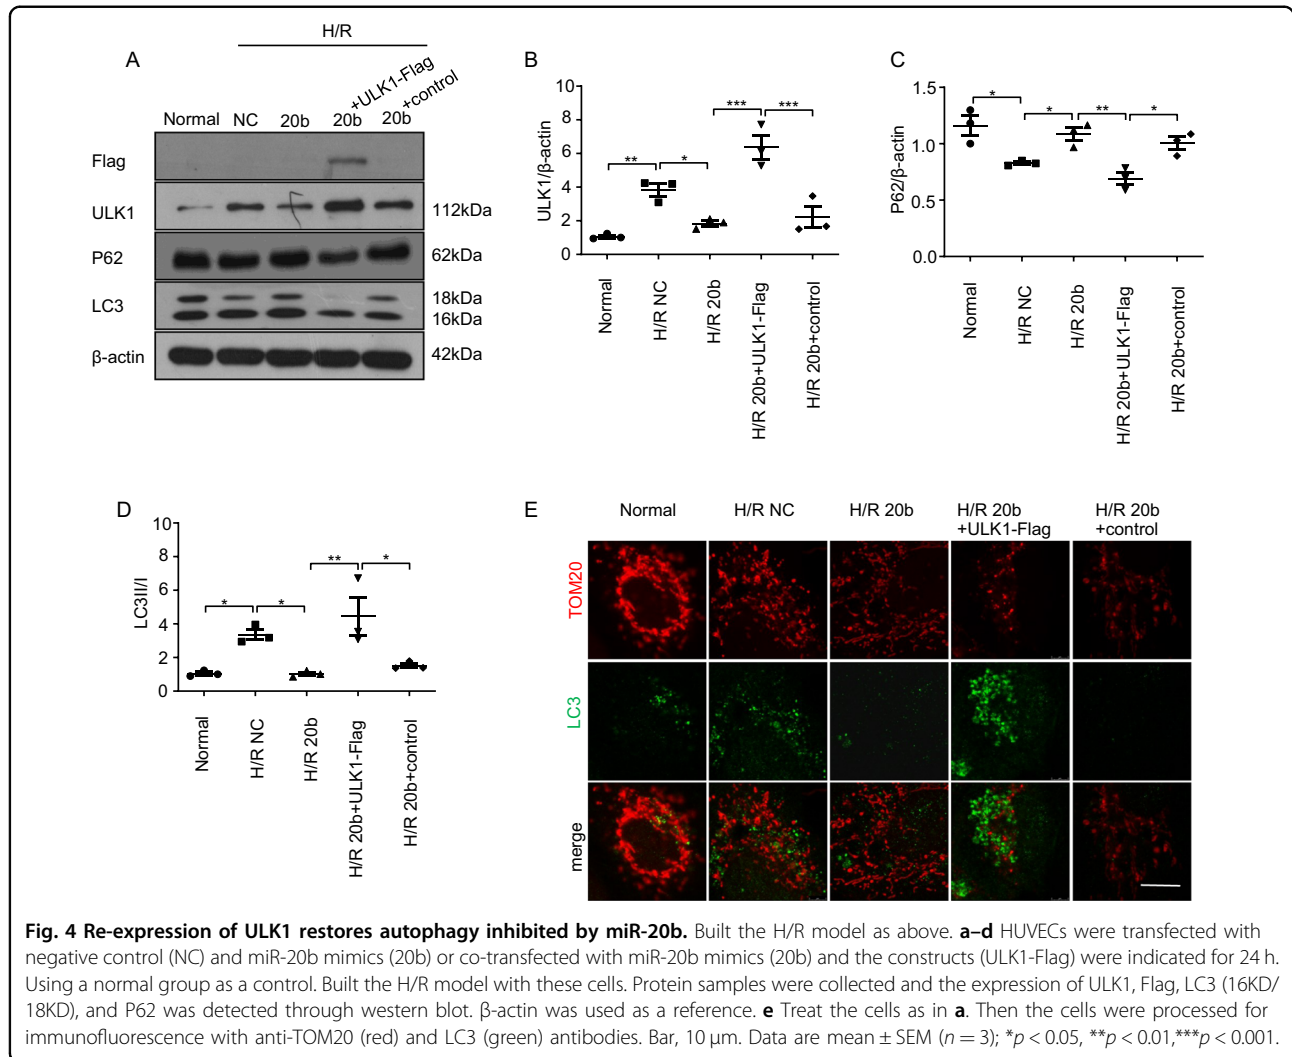 A
H/R
Normal
NC
20b
20b
+ULK1-Flag
20b
+control
Flag
ULK1
112kDa
P62
62kDa
LC3
18kDa
16kDa
β-actin
42kDa
B
ULK1/β-actin
10
8
6
4
2
0
**
*
***
***
Normal
H/R NC
H/R 20b
H/R 20b+ULK1-Flag
H/R 20b+control
C
P62/β-actin
1.5
1.0
0.5
0.0
*
*
**
*
Normal
H/R NC
H/R 20b
H/R 20b+ULK1-Flag
H/R 20b+control
D
LC3II/I
10
8
6
4
2
0
*
*
**
*
Normal
H/R NC
H/R 20b
H/R 20b+ULK1-Flag
H/R 20b+control
E
Normal
H/R NC
H/R 20b
H/R 20b
+ULK1-Flag
H/R 20b
+control
TOM20
LC3
merge
Fig. 4 Re-expression of ULK1 restores autophagy inhibited by miR-20b. Built the H/R model as above. a–d HUVECs were transfected with
negative control (NC) and miR-20b mimics (20b) or co-transfected with miR-20b mimics (20b) and the constructs (ULK1-Flag) were indicated for 24 h.
Using a normal group as a control. Built the H/R model with these cells. Protein samples were collected and the expression of ULK1, Flag, LC3 (16KD/
18KD), and P62 was detected through western blot. β-actin was used as a reference. e Treat the cells as in a. Then the cells were processed for
immunofluorescence with anti-TOM20 (red) and LC3 (green) antibodies. Bar, 10 μm. Data are mean ± SEM (n = 3); *p < 0.05, **p < 0.01,***p < 0.001.